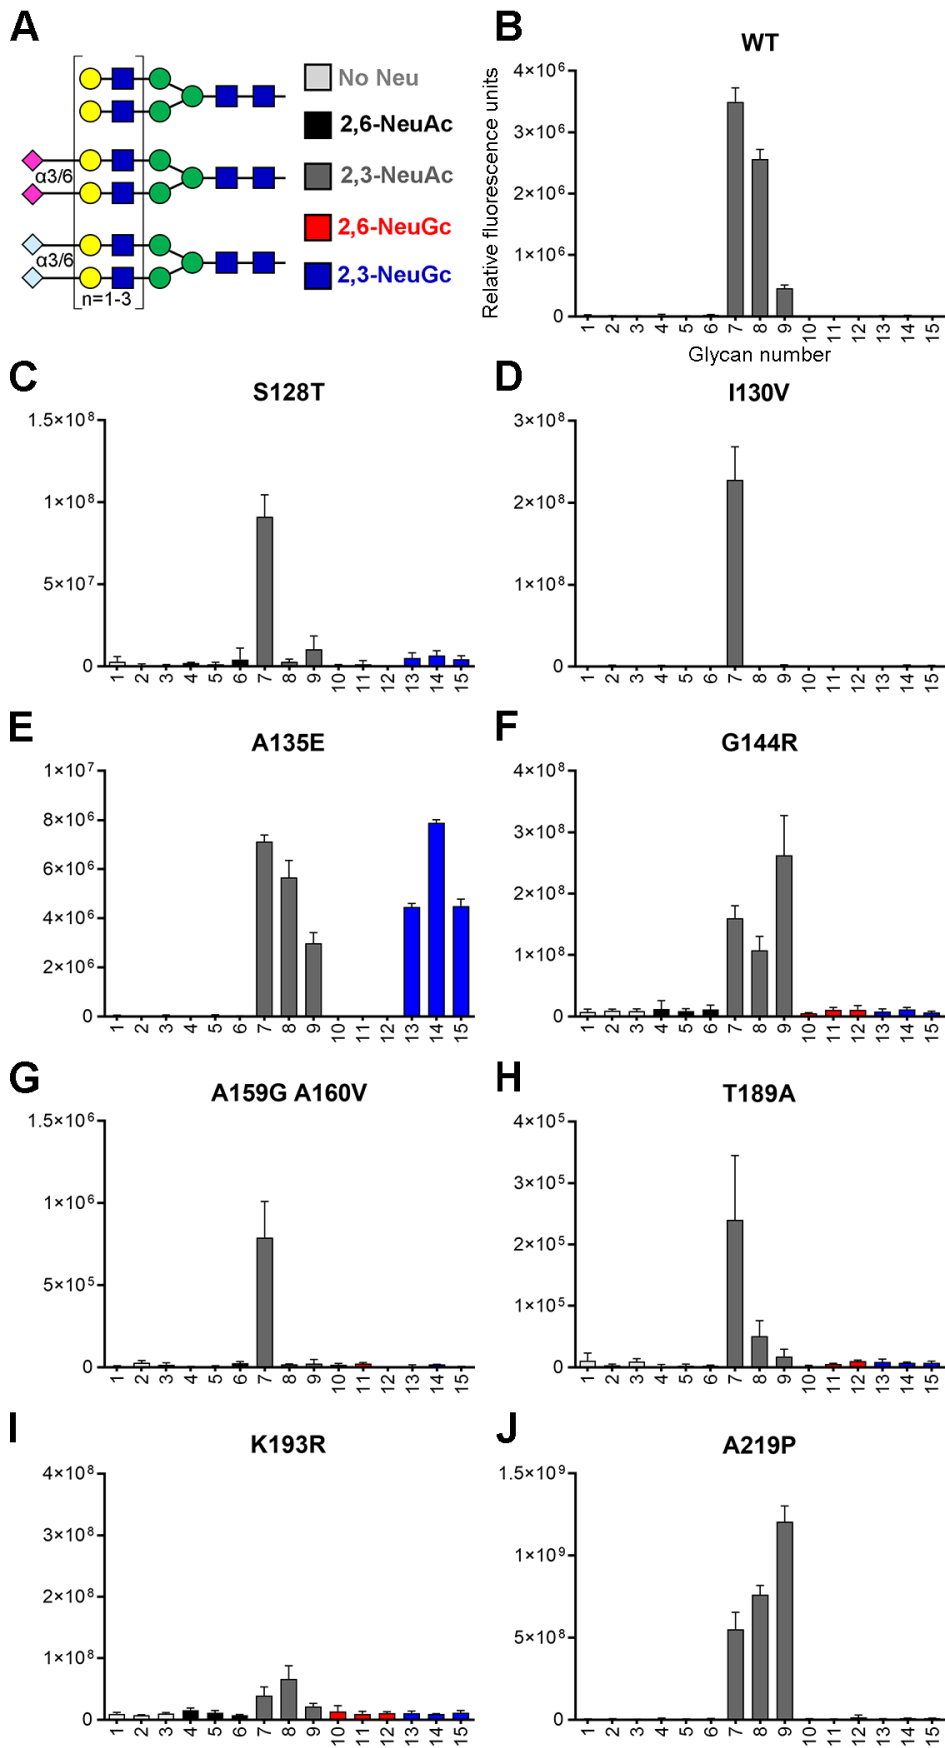 A
α3/6
α3/6
n=1-3
No Neu
2,6-NeuAc
2,3-NeuAc
2,6-NeuGc
2,3-NeuGc
B
WT
Relative fluorescence units
4×10⁶
3×10⁶
2×10⁶
1×10⁶
0
1 2 3 4 5 6 7 8 9 10 11 12 13 14 15
Glycan number
C
S128T
1.5×10⁸
1×10⁸
5×10⁷
0
1 2 3 4 5 6 7 8 9 10 11 12 13 14 15
D
I130V
3×10⁸
2×10⁸
1×10⁸
0
1 2 3 4 5 6 7 8 9 10 11 12 13 14 15
E
A135E
1×10⁷
8×10⁶
6×10⁶
4×10⁶
2×10⁶
0
1 2 3 4 5 6 7 8 9 10 11 12 13 14 15
F
G144R
4×10⁸
3×10⁸
2×10⁸
1×10⁸
0
1 2 3 4 5 6 7 8 9 10 11 12 13 14 15
G
A159G A160V
1.5×10⁶
1×10⁶
5×10⁵
0
1 2 3 4 5 6 7 8 9 10 11 12 13 14 15
H
T189A
4×10⁵
3×10⁵
2×10⁵
1×10⁵
0
1 2 3 4 5 6 7 8 9 10 11 12 13 14 15
I
K193R
4×10⁸
3×10⁸
2×10⁸
1×10⁸
0
1 2 3 4 5 6 7 8 9 10 11 12 13 14 15
J
A219P
1.5×10⁹
1×10⁹
5×10⁸
0
1 2 3 4 5 6 7 8 9 10 11 12 13 14 15